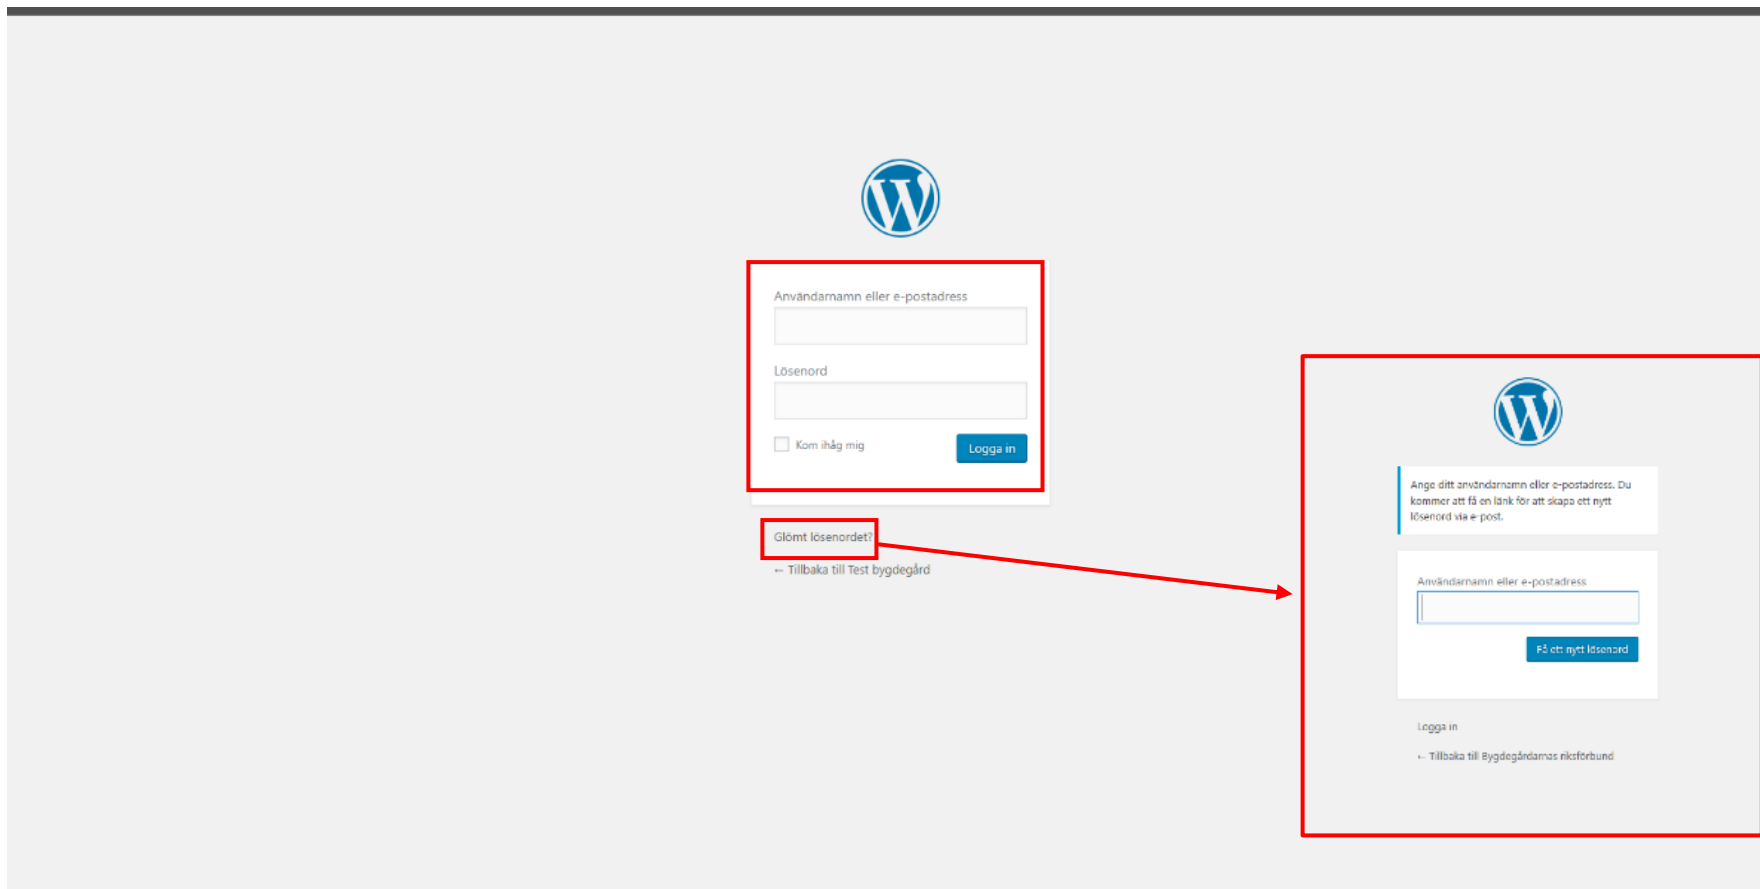 Användarnamn eller e-postadress
Lösenord
Kom ihåg mig
Logga in
Glömt lösenordet?
← Tillbaka till Test bygdegård
Ange ditt användarnamn eller e-postadress. Du
kommer att få en länk för att skapa ett nytt
lösenord via e-post.
Användarnamn eller e-postadress
Få ett nytt lösenord
Logga in
← Tillbaka till Bygdegårdarnas riksförbund